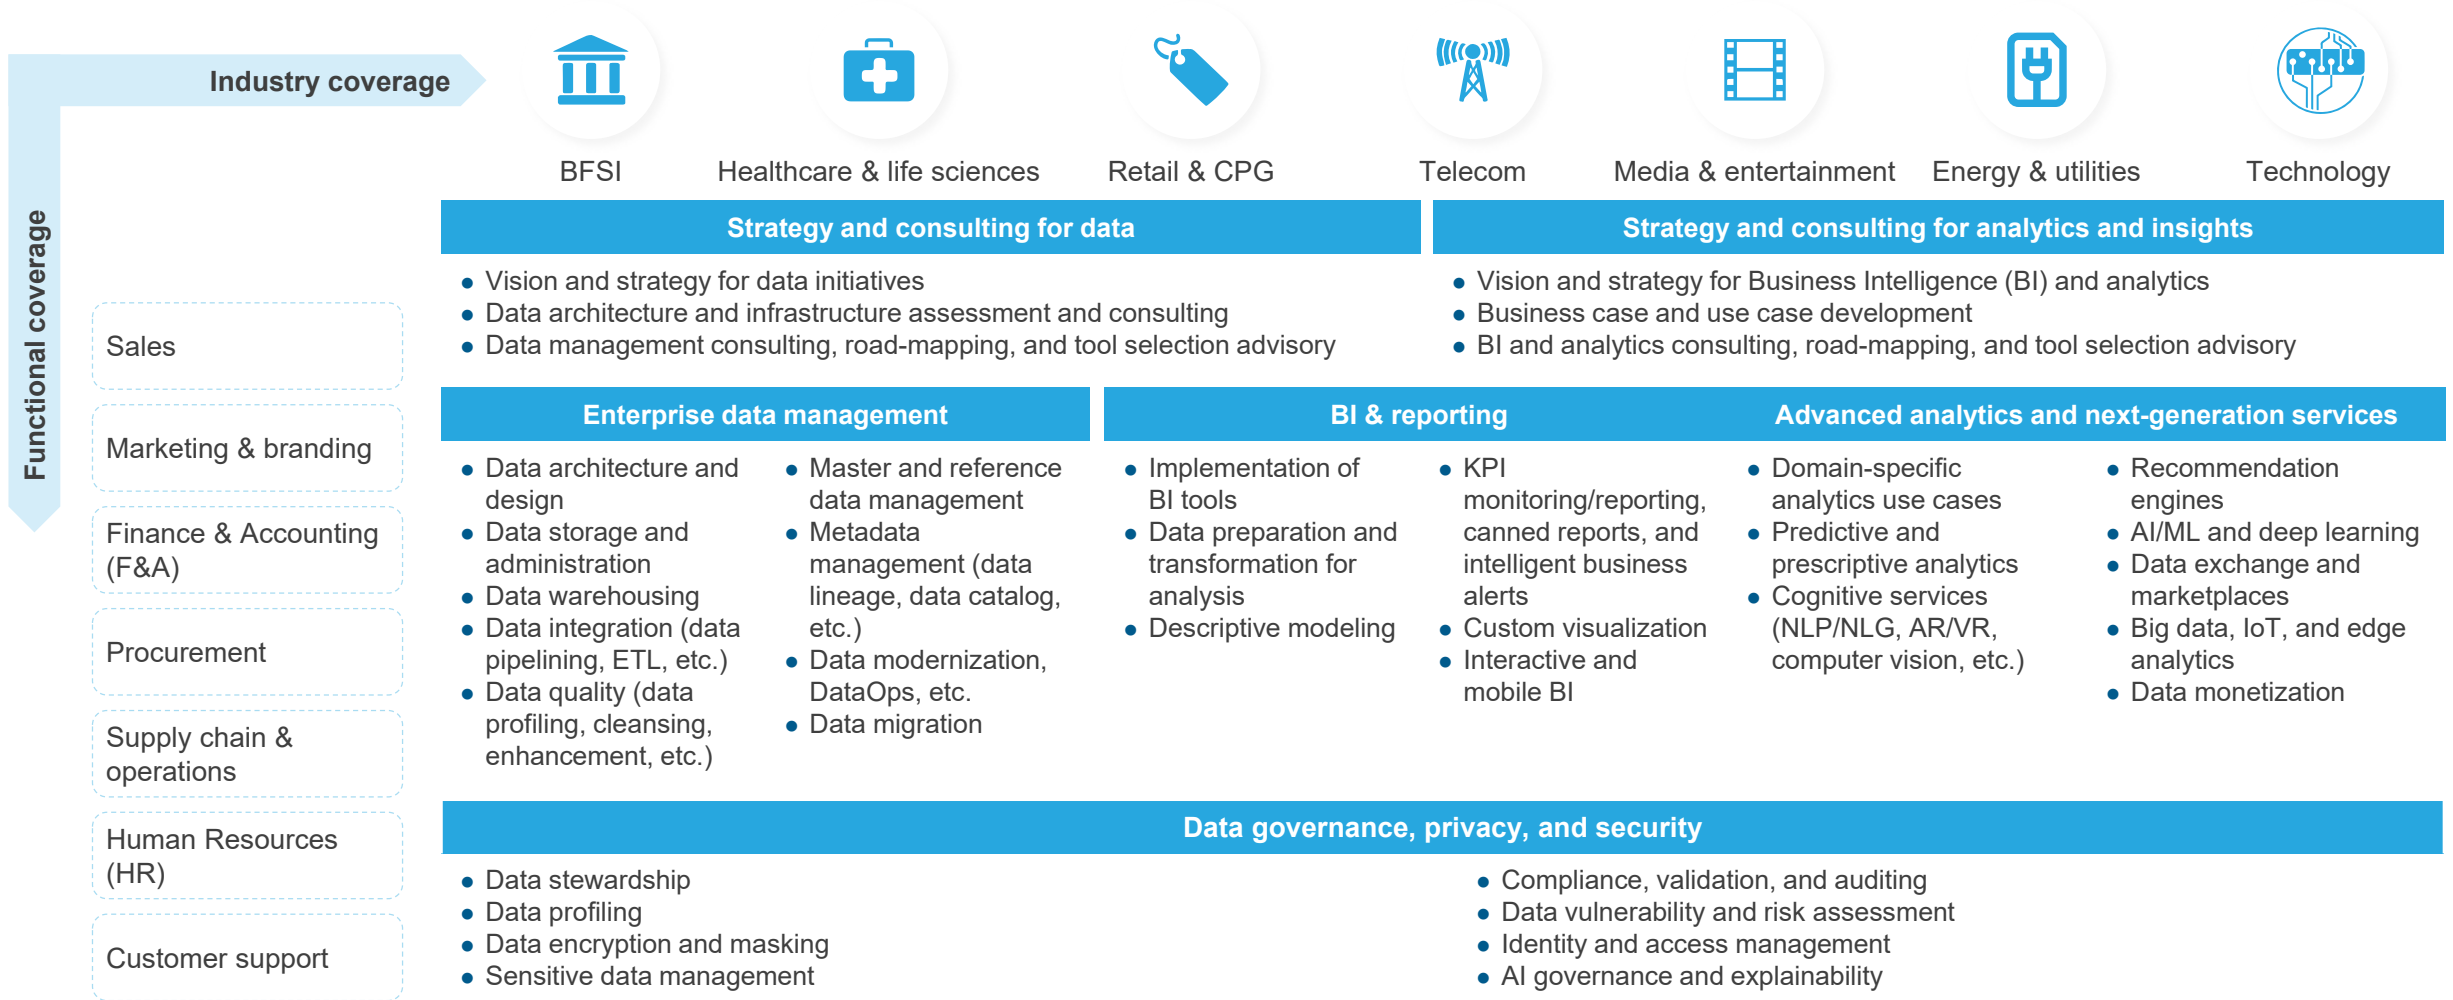 Industry coverage
BFSI
Healthcare & life sciences
Retail & CPG
Telecom
Media & entertainment
Energy & utilities
Technology
Functional coverage
Sales
Marketing & branding
Finance & Accounting
(F&A)
Procurement
Supply chain &
operations
Human Resources
(HR)
Customer support
Strategy and consulting for data
● Vision and strategy for data initiatives
● Data architecture and infrastructure assessment and consulting
● Data management consulting, road-mapping, and tool selection advisory
Strategy and consulting for analytics and insights
● Vision and strategy for Business Intelligence (BI) and analytics
● Business case and use case development
● BI and analytics consulting, road-mapping, and tool selection advisory
Enterprise data management
● Data architecture and
design
● Data storage and
administration
● Data warehousing
● Data integration (data
pipelining, ETL, etc.)
● Data quality (data
profiling, cleansing,
enhancement, etc.)
● Master and reference
data management
● Metadata
management (data
lineage, data catalog,
etc.)
● Data modernization,
DataOps, etc.
● Data migration
BI & reporting
● Implementation of
BI tools
● Data preparation and
transformation for
analysis
● Descriptive modeling
● KPI
monitoring/reporting,
canned reports, and
intelligent business
alerts
● Custom visualization
● Interactive and
mobile BI
Advanced analytics and next-generation services
● Domain-specific
analytics use cases
● Predictive and
prescriptive analytics
● Cognitive services
(NLP/NLG, AR/VR,
computer vision, etc.)
● Recommendation
engines
● AI/ML and deep learning
● Data exchange and
marketplaces
● Big data, IoT, and edge
analytics
● Data monetization
Data governance, privacy, and security
● Data stewardship
● Data profiling
● Data encryption and masking
● Sensitive data management
● Compliance, validation, and auditing
● Data vulnerability and risk assessment
● Identity and access management
● AI governance and explainability